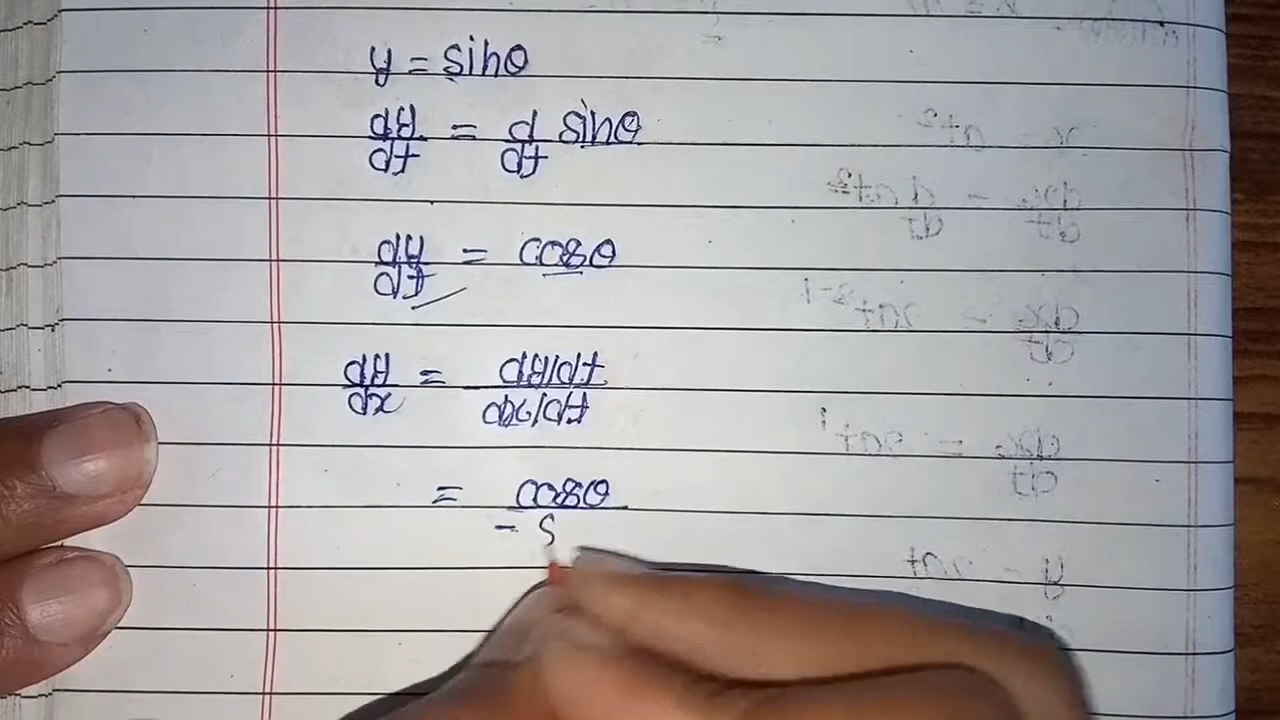 y = sinθ
dy/dt = d/dt sinθ
dy/dt = cosθ
dy/dx = dy/dt / dx/dt
= cosθ / - s